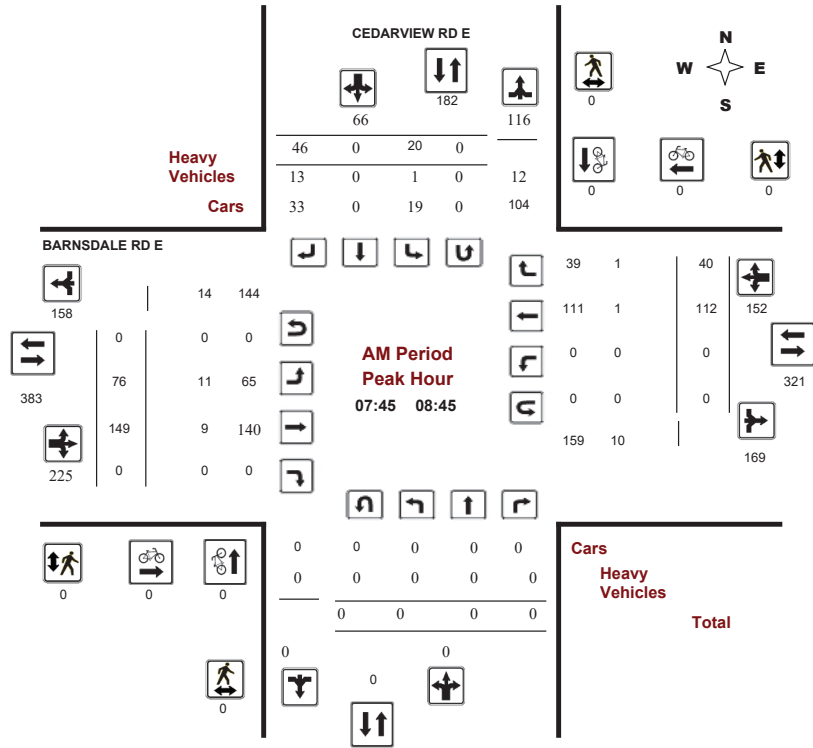 CEDARVIEW RD E
N
W E
S
182
66 116
0
46 0 20 0
Heavy
Vehicles
13 0 1 0 12
Cars
33 0 19 0 104
0 0 0
BARNSDALE RD E
158
14 144
39 1 40
152
111 1 112
0 0 0
383
AM Period
Peak Hour
07:45 08:45
0 0 0
321
76 11 65
0 0 0
149 9 140
159 10
169
225
0 0 0
0 0 0 0 0
Cars
0 0 0 0 0
Heavy
Vehicles
0 0 0
0 0 0 0
Total
0 0
0
0